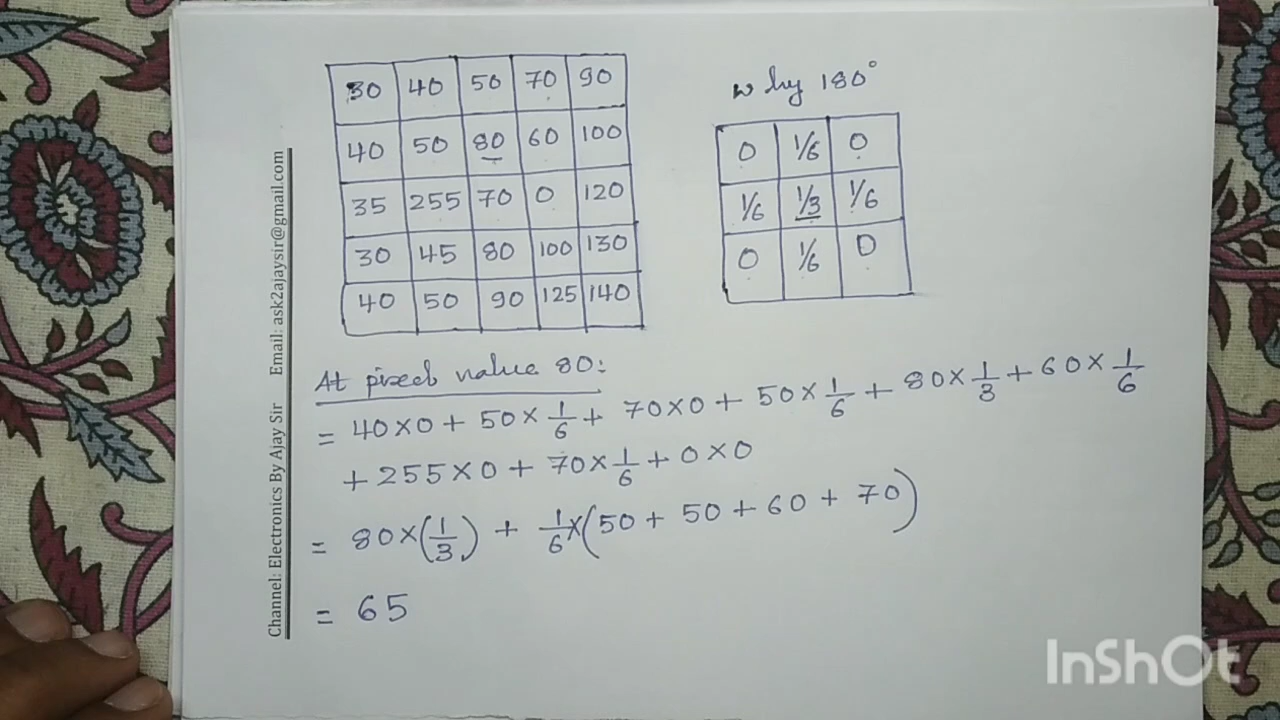 30 40 50 70 90
40 50 80 60 100
35 255 70 0 120
30 45 80 100 130
40 50 90 125 140
w by 180°
0 1/6 0
1/6 1/3 1/6
0 1/6 0
At pixel value 80:
= 40×0 + 50×1/6 + 70×0 + 50×1/6 + 80×1/3 + 60×1/6
+ 255×0 + 70×1/6 + 0×0
= 80×(1/3) + 1/6×(50 + 50 + 60 + 70)
= 65
Channel: Electronics By Ajay Sir Email: ask2ajaysir@gmail.com
InShOt